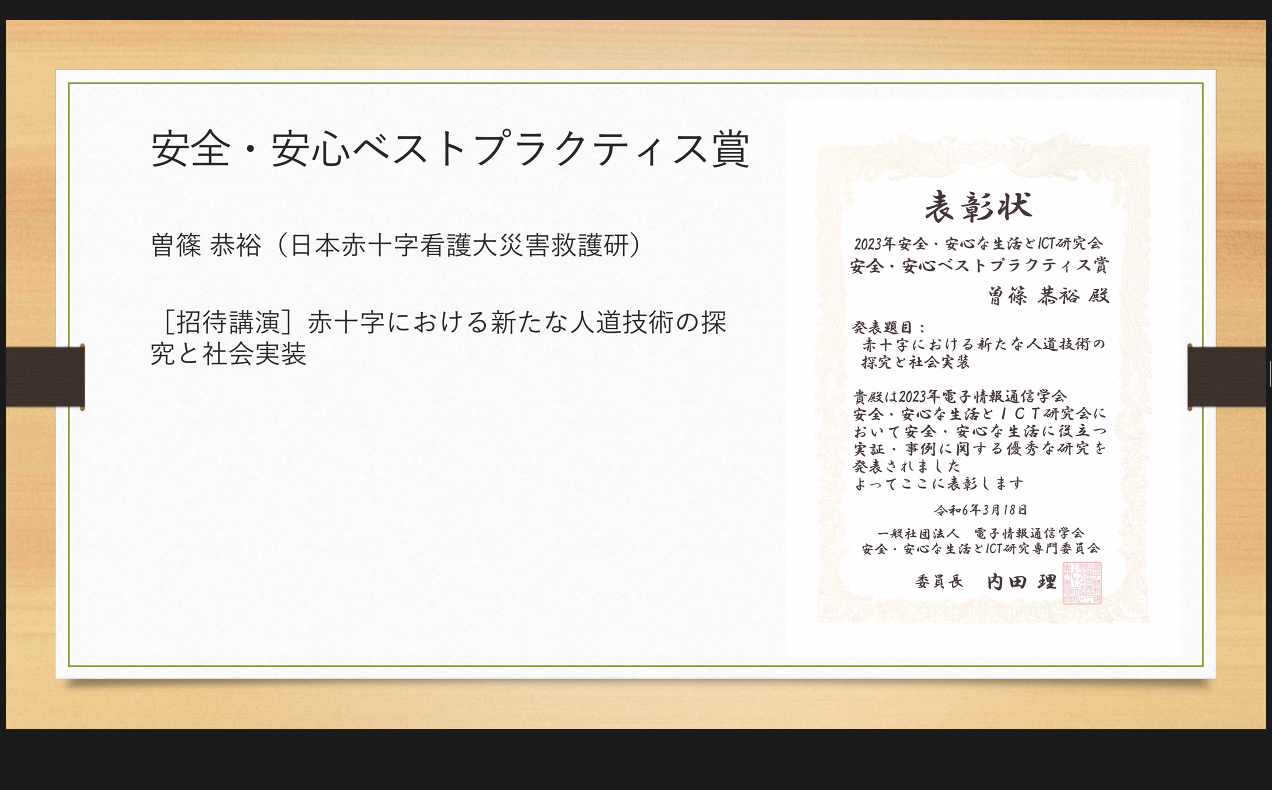 安全・安心ベストプラクティス賞
曽篠 恭裕（日本赤十字看護大災害救護研）
［招待講演］赤十字における新たな人道技術の探
究と社会実装
表彰状
2023年安全・安心な生活とICT研究会
安全・安心ベストプラクティス賞
曽篠 恭裕 殿
発表題目：
赤十字における新たな人道技術の
探究と社会実装
貴殿は2023年電子情報通信学会
安全・安心な生活とＩＣＴ研究会に
おいて安全・安心な生活に役立つ
実証・事例に関する優秀な研究を
発表されました
よってここに表彰します
令和6年3月18日
一般社団法人　電子情報通信学会
安全・安心な生活とICT研究専門委員会
委員長　内田 理